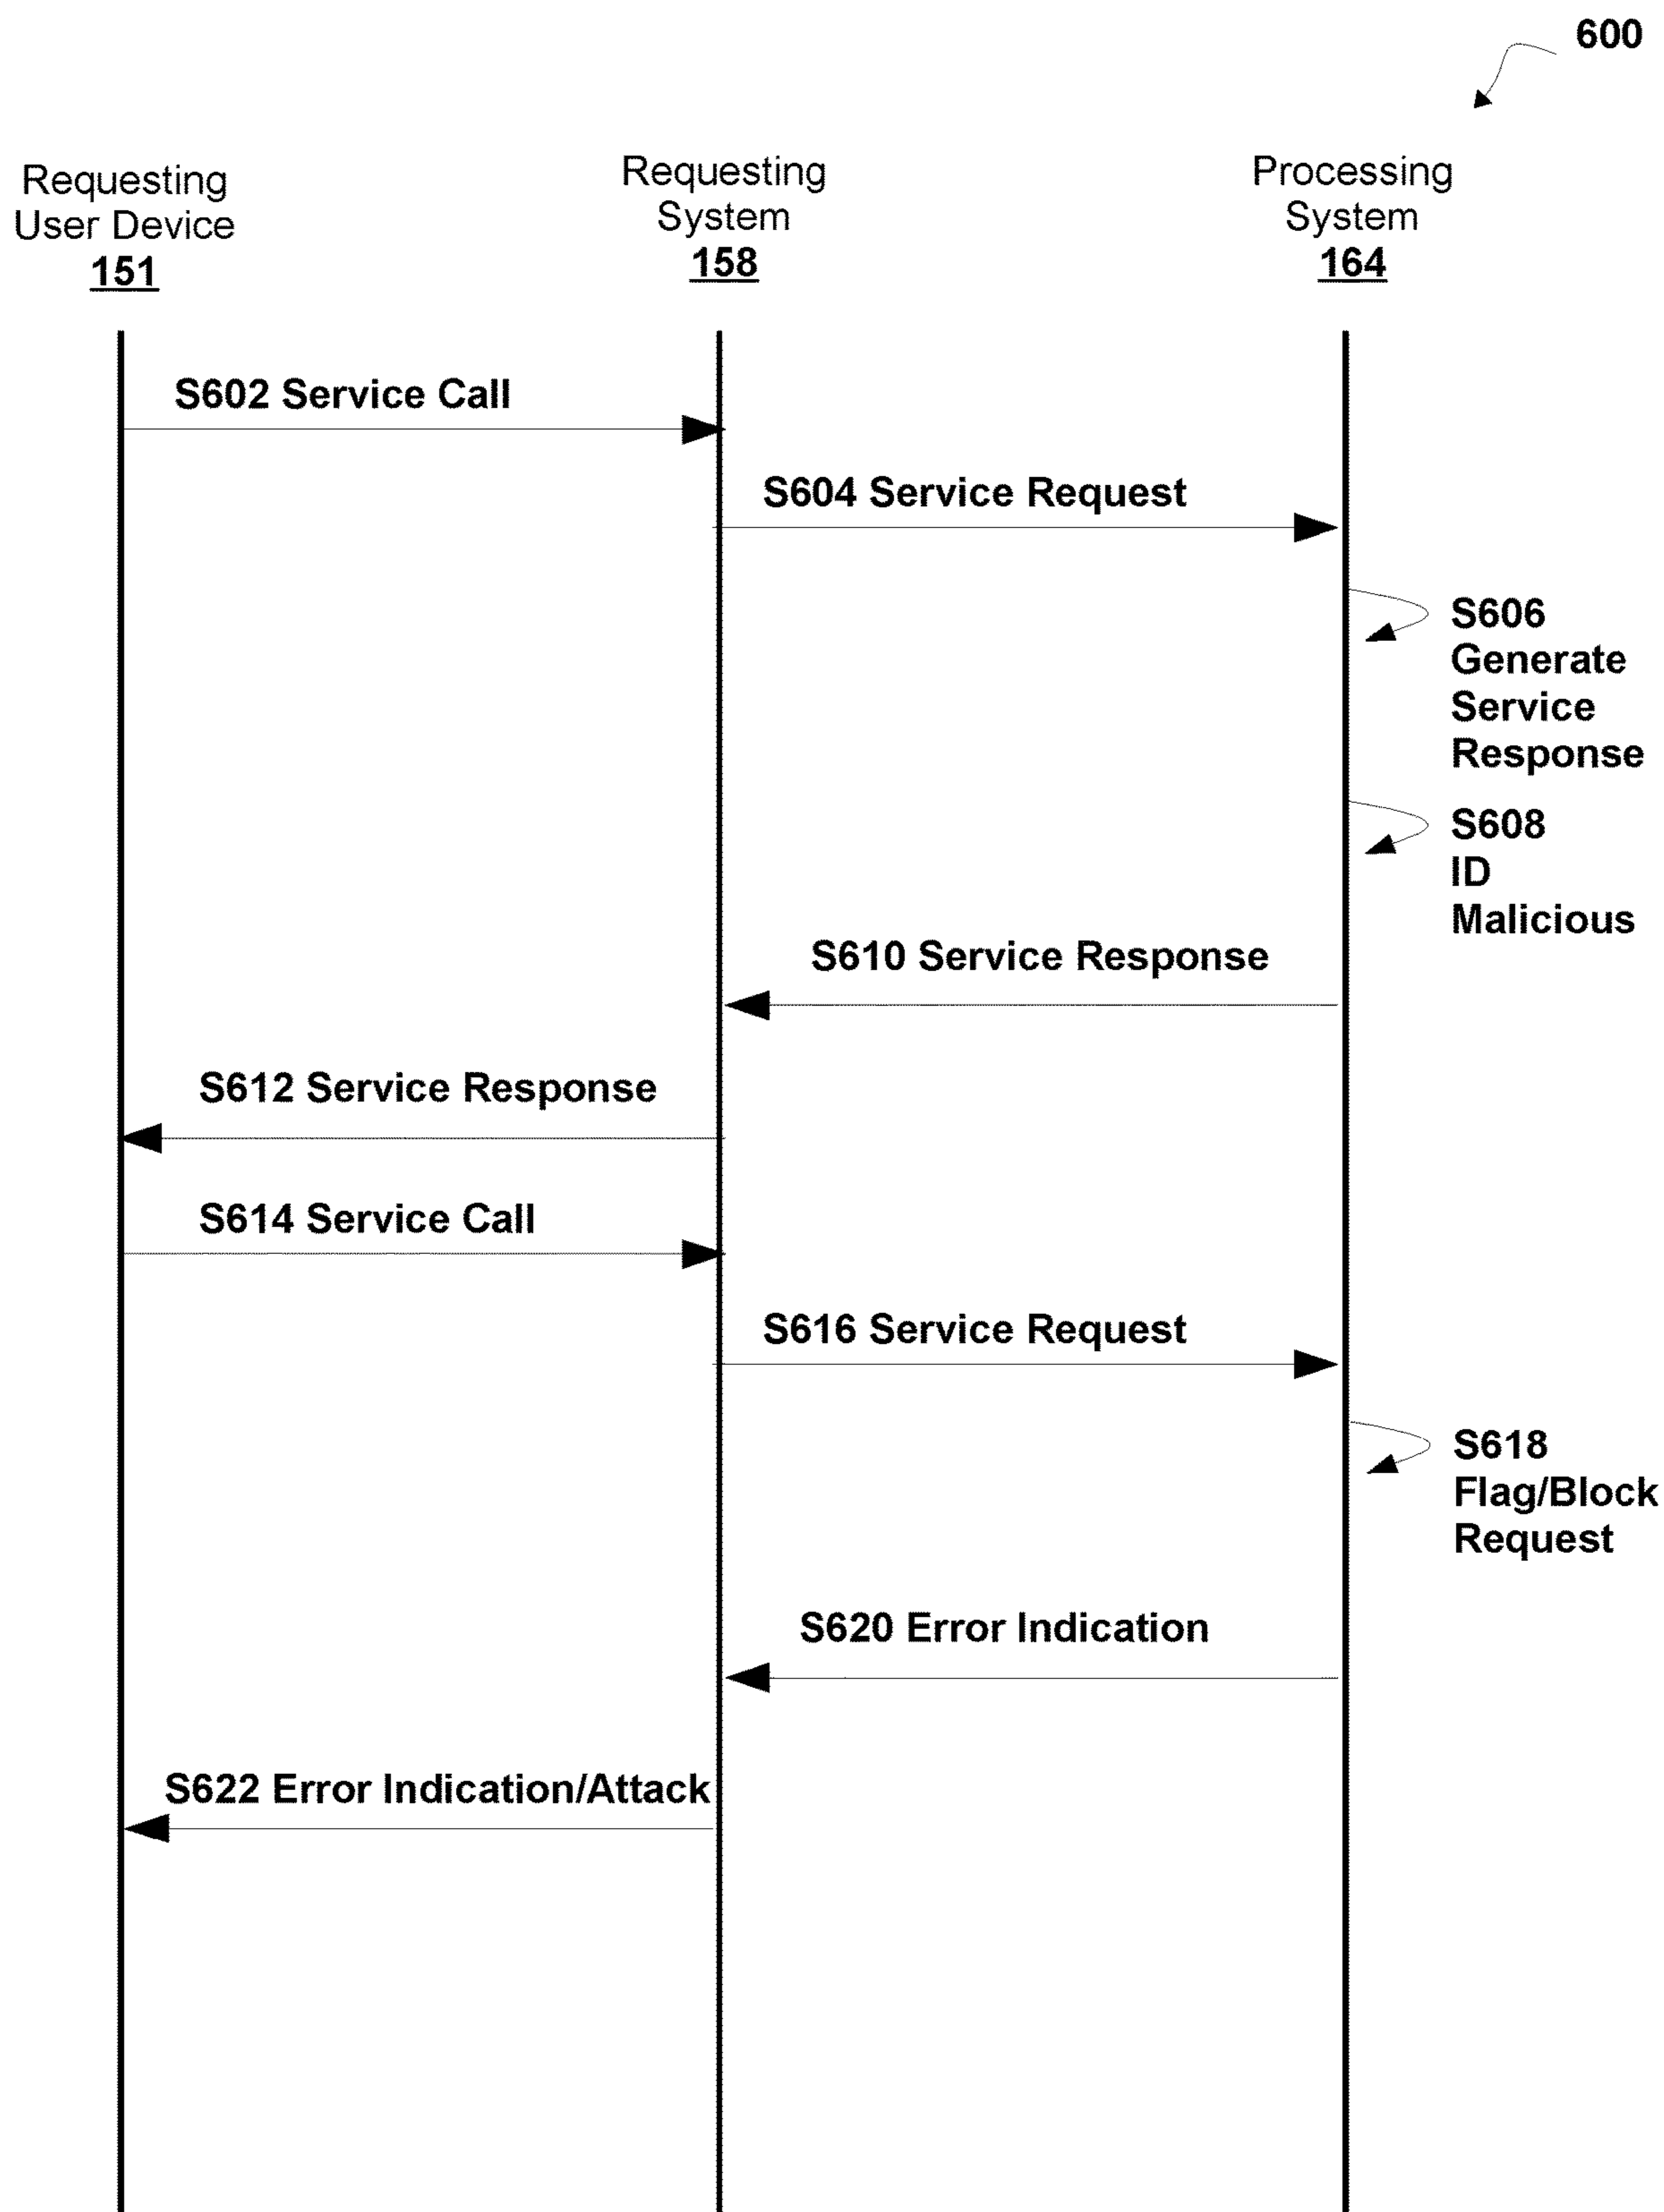 600
Requesting
User Device
151
Requesting
System
158
Processing
System
164
S602 Service Call
S604 Service Request
S606
Generate
Service
Response
S608
ID
Malicious
S610 Service Response
S612 Service Response
S614 Service Call
S616 Service Request
S618
Flag/Block
Request
S620 Error Indication
S622 Error Indication/Attack